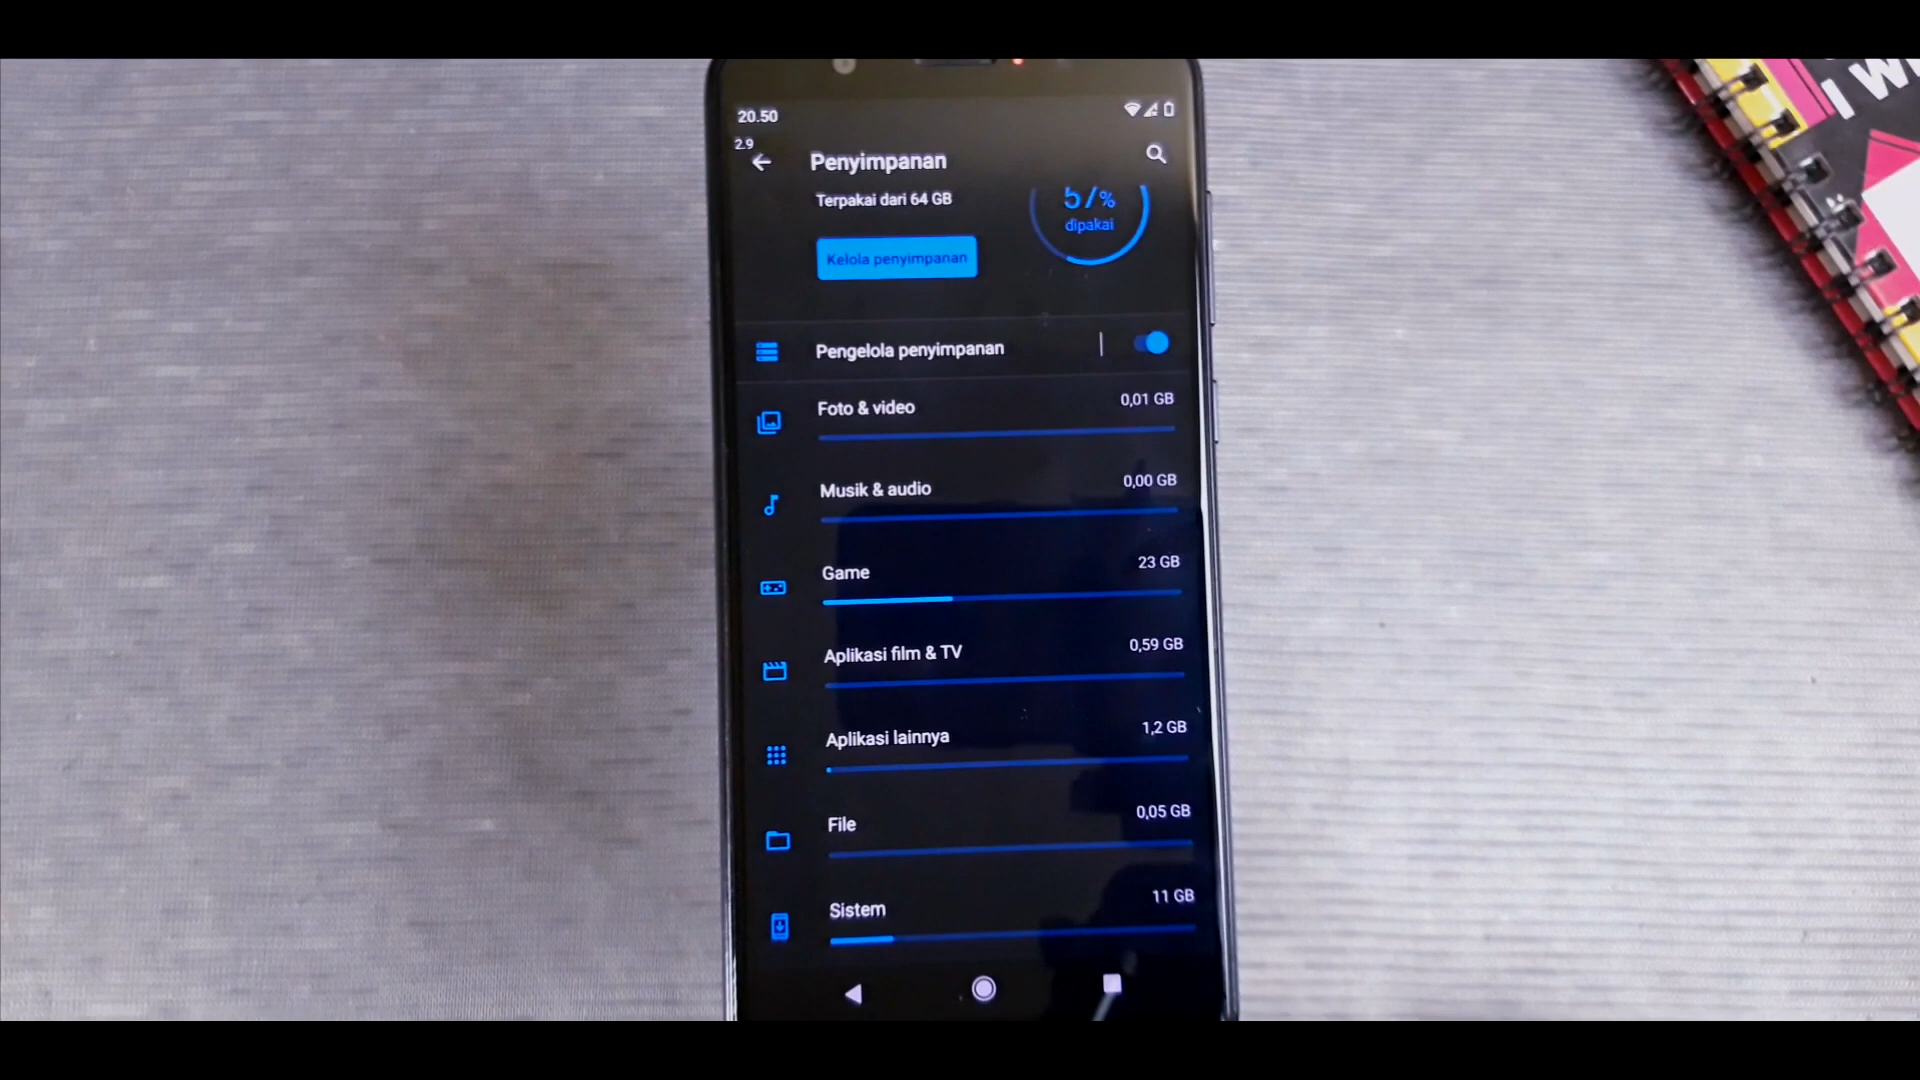 20.50
2.9
Penyimpanan
Terpakai dari 64 GB
57%
dipakai
Kelola penyimpanan
Pengelola penyimpanan
Foto & video
0,01 GB
Musik & audio
0,00 GB
Game
23 GB
Aplikasi film & TV
0,59 GB
Aplikasi lainnya
1,2 GB
File
0,05 GB
Sistem
11 GB
I